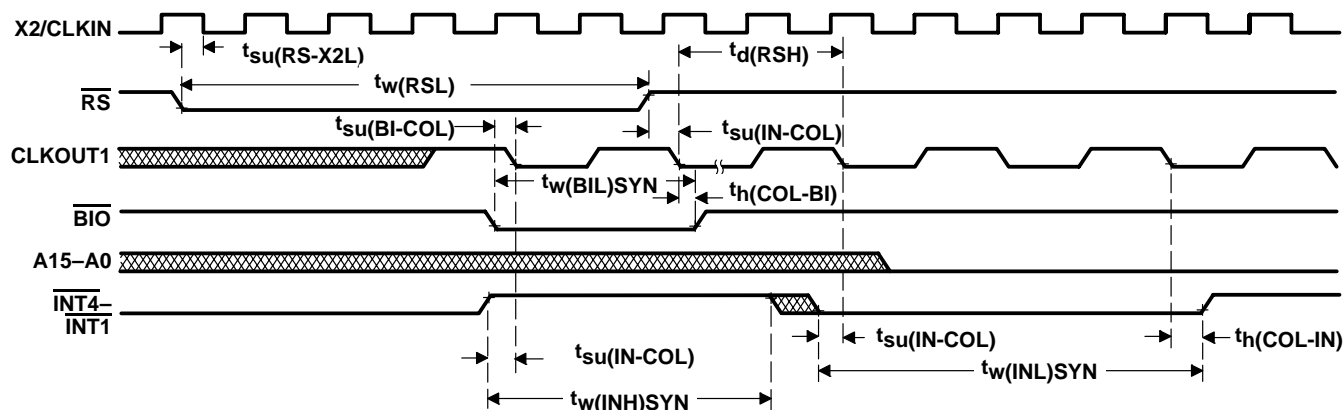 X2/CLKIN
tsu(RS-X2L)
td(RSH)
tw(RSL)
RS
tsu(BI-COL)
tsu(IN-COL)
CLKOUT1
tw(BIL)SYN
th(COL-BI)
BIO
A15–A0
INT4–
INT1
tsu(IN-COL)
tsu(IN-COL)
th(COL-IN)
tw(INL)SYN
tw(INH)SYN